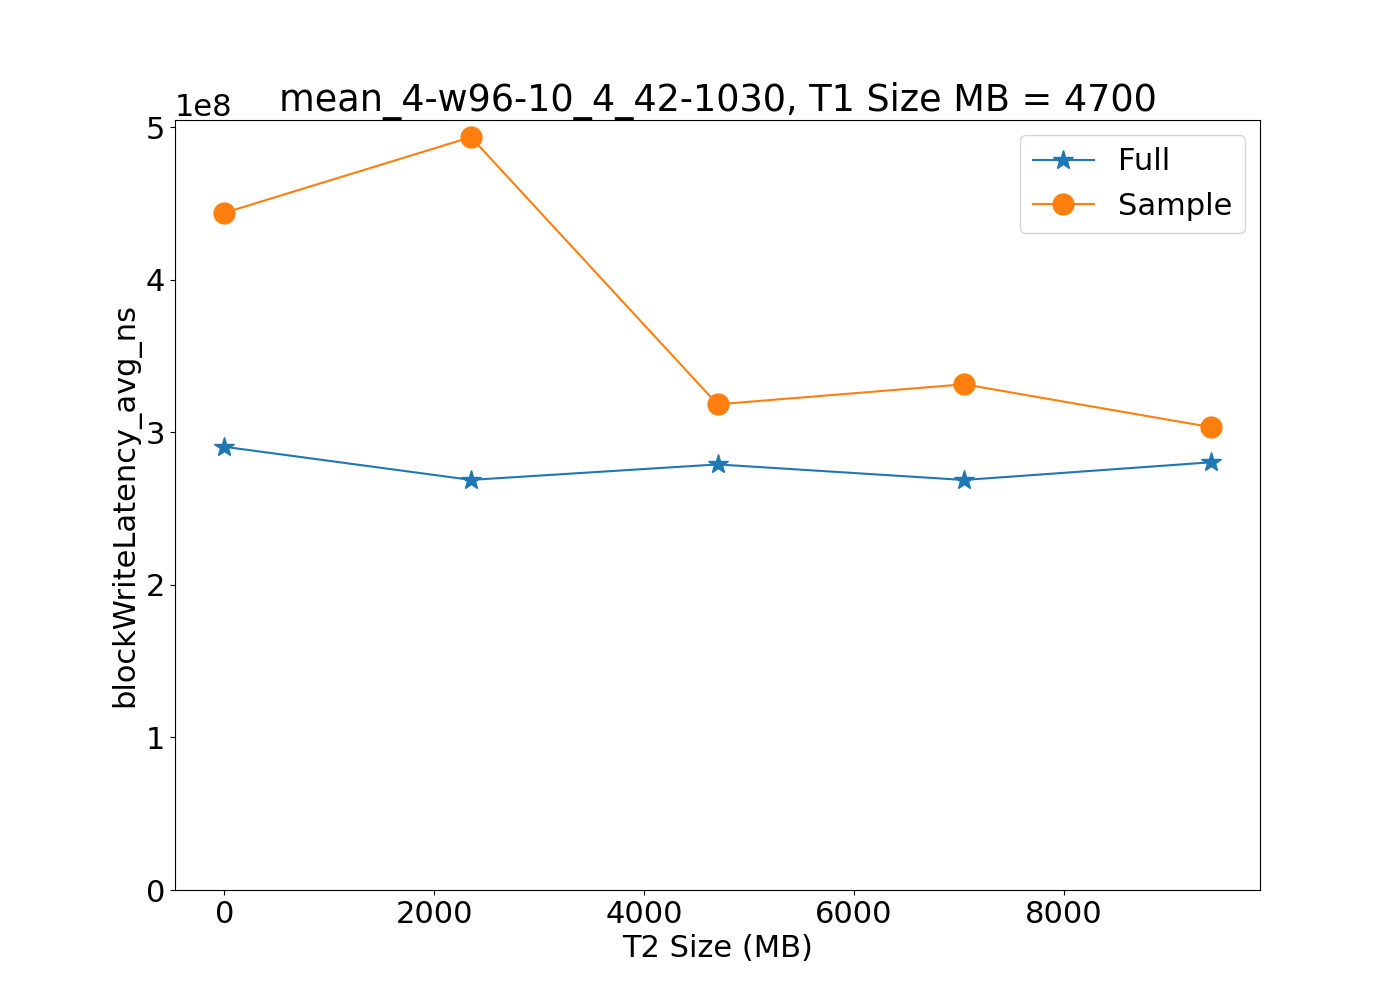 mean_4-w96-10_4_42-1030, T1 Size MB = 4700
1e8
5
4
3
2
1
0
blockWriteLatency_avg_ns
Full
Sample
0 2000 4000 6000 8000
T2 Size (MB)